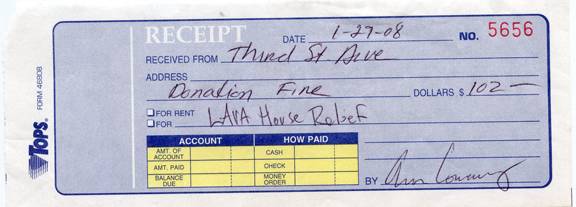 RECEIPT DATE 1-27-08 NO. 5656
RECEIVED FROM Third St Dive
ADDRESS
Donation Fine DOLLARS $ 102 —
FOR RENT
FOR LAVA House Relief
ACCOUNT HOW PAID
AMT. OF ACCOUNT CASH
AMT. PAID CHECK
BALANCE DUE MONEY ORDER
BY Ann
TOPS® FORM 46808